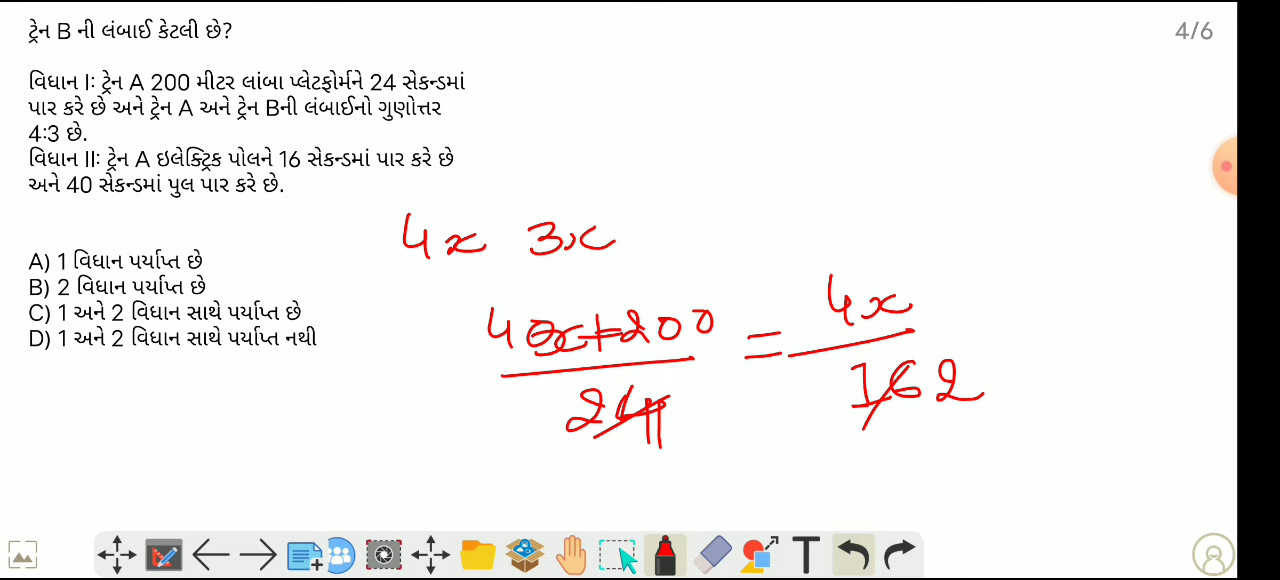 ટ્રેન B ની લંબાઈ કેટલી છે?
4/6
વિધાન I: ટ્રેન A 200 મીટર લાંબા પ્લેટફોર્મને 24 સેકન્ડમાં
પાર કરે છે અને ટ્રેન A અને ટ્રેન Bની લંબાઈનો ગુણોત્તર
4:3 છે.
વિધાન II: ટ્રેન A ઇલેક્ટ્રિક પોલને 16 સેકન્ડમાં પાર કરે છે
અને 40 સેકન્ડમાં પુલ પાર કરે છે.
4x 3x
A) 1 વિધાન પર્યાપ્ત છે
B) 2 વિધાન પર્યાપ્ત છે
C) 1 અને 2 વિધાન સાથે પર્યાપ્ત છે
D) 1 અને 2 વિધાન સાથે પર્યાપ્ત નથી
4x+200 = 4x
24 16 2
T